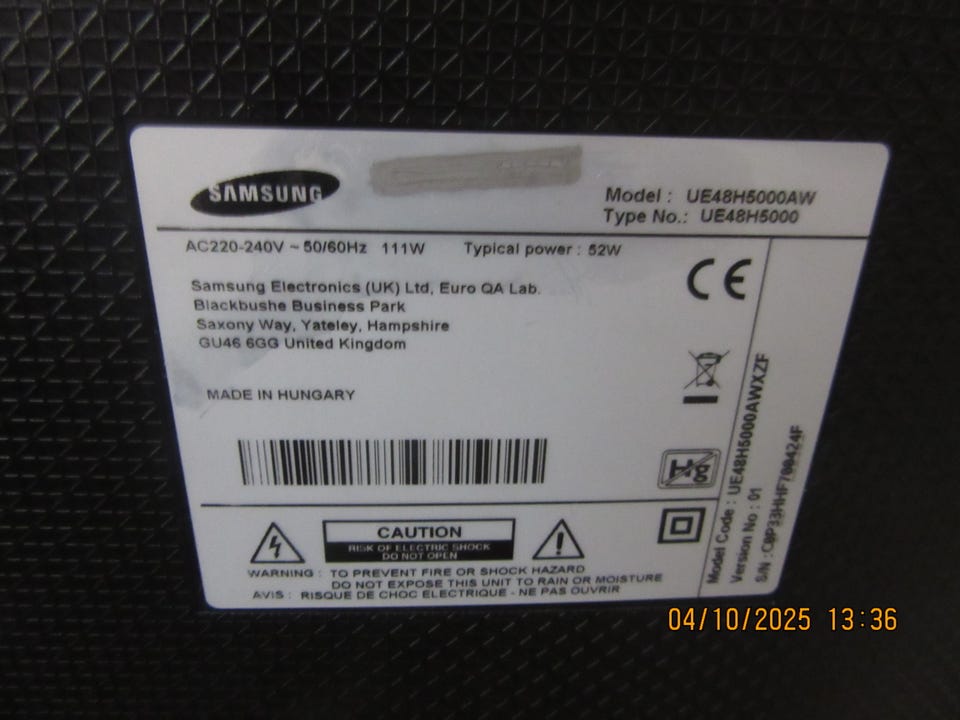 SAMSUNG
Model : UE48H5000AW
Type No.: UE48H5000
AC220-240V ~ 50/60Hz 111W Typical power : 52W
Samsung Electronics (UK) Ltd, Euro QA Lab.
Blackbushe Business Park
Saxony Way, Yateley, Hampshire
GU46 6GG United Kingdom
MADE IN HUNGARY
CE
CAUTION
RISK OF ELECTRIC SHOCK
DO NOT OPEN
WARNING : TO PREVENT FIRE OR SHOCK HAZARD
DO NOT EXPOSE THIS UNIT TO RAIN OR MOISTURE
AVIS : RISQUE DE CHOC ELECTRIQUE - NE PAS OUVRIR
Model Code : UE48H5000AWXZF
Version No : 01
S/N :
04/10/2025 13:36